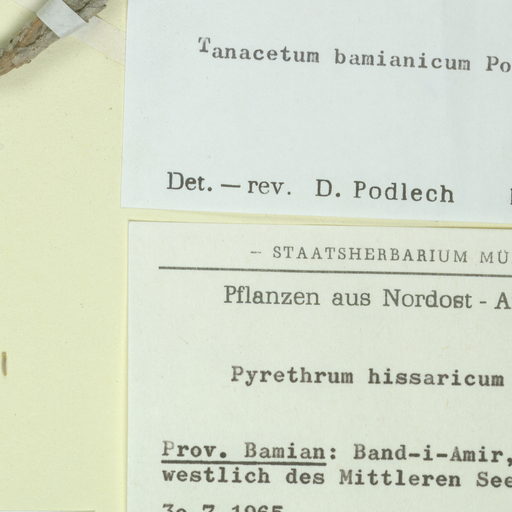 Tanacetum bamianicum Po
Det. — rev. D. Podlech
– STAATSHERBARIUM MÜ
Pflanzen aus Nordost - A
Pyrethrum hissaricum
Prov. Bamian: Band-i-Amir,
westlich des Mittleren See